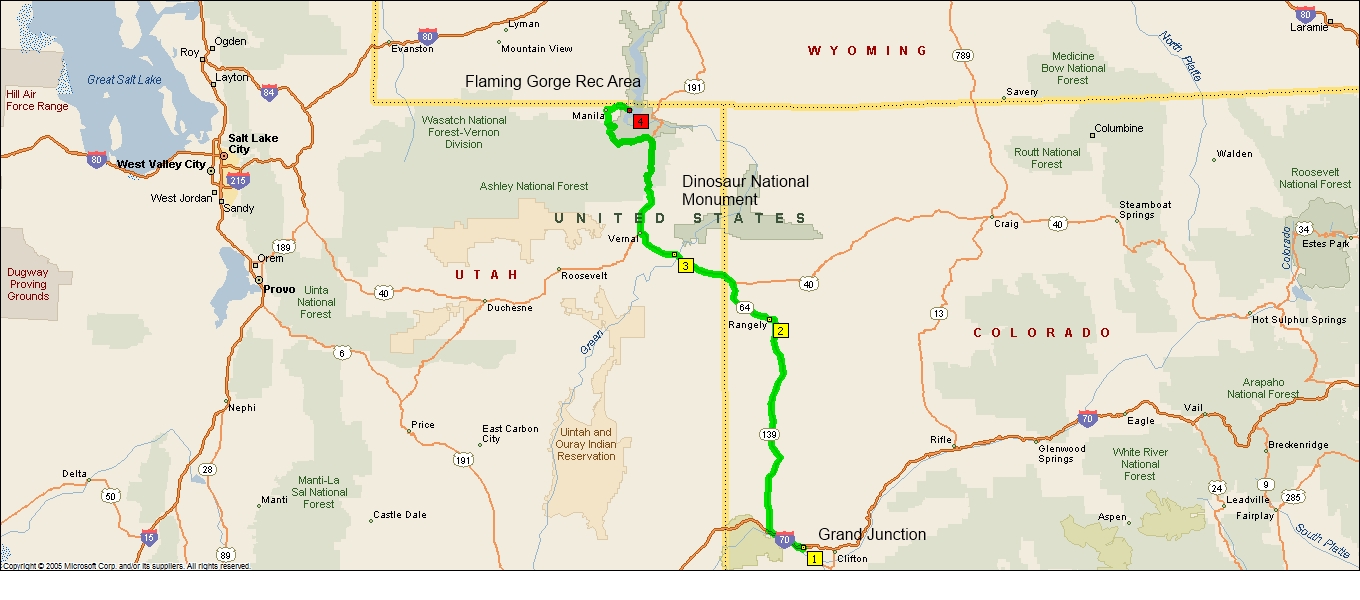 80
Laramie
Lyman
80
Evanston
Mountain View
Ogden
Roy
Layton
Great Salt Lake
84
Hill Air
Force Range
Flaming Gorge Rec Area
191
WYOMING
789
Medicine
Bow National
Forest
North Platte
Savery
Manila
4
Wasatch National
Forest-Vernon
Division
Columbine
Routt National
Forest
Walden
Roosevelt
National Forest
Salt Lake
City
80
West Valley City
215
West Jordan
Sandy
Ashley National Forest
Dinosaur National
Monument
UNITED STATES
Steamboat
Springs
Craig
40
34
Estes Park
Colorado
Vernal
189
Orem
Provo
Dugway
Proving
Grounds
UTAH
Roosevelt
3
40
40
Uinta
National
Forest
Duchesne
64
Rangely
2
13
COLORADO
Hot Sulphur Springs
Green
6
Arapaho
National Forest
Nephi
Price
East Carbon
City
191
Uintah and
Ouray Indian
Reservation
139
Rifle
70
Eagle
Vail
Glenwood
Springs
Breckenridge
White River
National
Forest
Delta
50
28
Manti
Manti-La
Sal National
Forest
Castle Dale
24
9
285
Leadville
Fairplay
Aspen
South Platte
15
89
70
Grand Junction
1
Clifton
Copyright © 2005 Microsoft Corp. and/or its suppliers. All rights reserved.